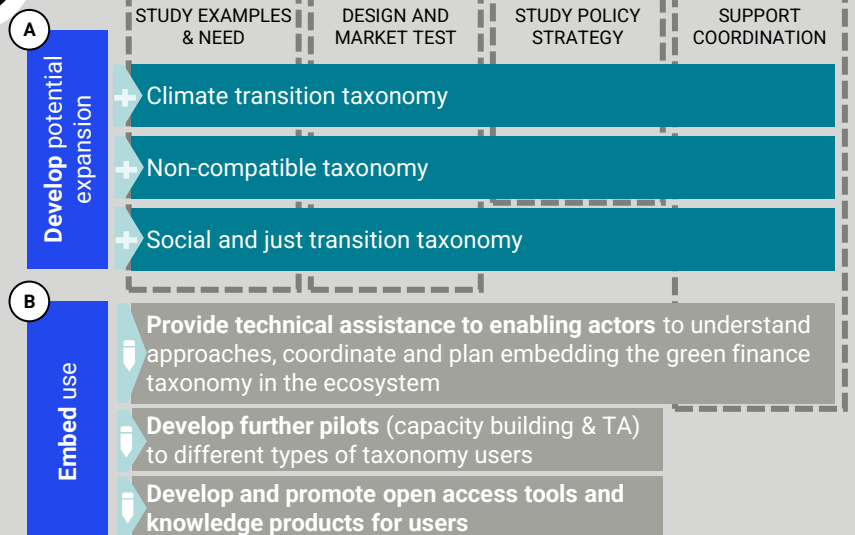 STUDY EXAMPLES
& NEED
DESIGN AND
MARKET TEST
STUDY POLICY
STRATEGY
SUPPORT
COORDINATION
A
Develop potential
expansion
Climate transition taxonomy
Non-compatible taxonomy
Social and just transition taxonomy
B
Embed use
Provide technical assistance to enabling actors to understand
approaches, coordinate and plan embedding the green finance
taxonomy in the ecosystem
Develop further pilots (capacity building & TA)
to different types of taxonomy users
Develop and promote open access tools and
knowledge products for users